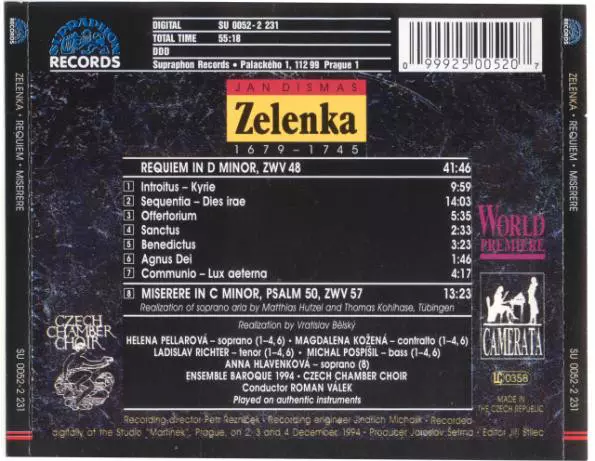 SUPRAPHON
RECORDS
DIGITAL SU 0052-2 231
TOTAL TIME 55:18
DDD
Supraphon Records • Palackého 1, 112 99 Prague 1
0 99925 00520 7
JAN DISMAS
Zelenka
1679 – 1745
REQUIEM IN D MINOR, ZWV 48 41:46
1 Introitus – Kyrie 9:59
2 Sequentia – Dies irae 14:03
3 Offertorium 5:35
4 Sanctus 2:33
5 Benedictus 3:23
6 Agnus Dei 1:46
7 Communio – Lux aeterna 4:17
8 MISERERE IN C MINOR, PSALM 50, ZWV 57 13:23
Realization of soprano aria by Matthias Hutzel and Thomas Kohlhase, Tübingen
Realization by Vratislav Bělský
HELENA PELLAROVÁ – soprano (1–4, 6) • MAGDALENA KOŽENÁ – contralto (1–4, 6)
LADISLAV RICHTER – tenor (1–4, 6) • MICHAL POSPÍŠIL – bass (1–4, 6)
ANNA HLAVENKOVÁ – soprano (8)
ENSEMBLE BAROQUE 1994 • CZECH CHAMBER CHOIR
Conductor ROMAN VÁLEK
Played on authentic instruments
WORLD
PREMIERE
CAMERATA
LC 0358
MADE IN
THE CZECH REPUBLIC
CZECH
CHAMBER
CHOIR
Recording director Petr Řezníček • Recording engineer Jindřich Michalík • Recorded
digitally at the Studio "Martínek", Prague, on 2, 3 and 4 December, 1994 • Producer Jaroslav Šetrna • Editor Jiří Štilec
SUPRAPHON
RECORDS
ZELENKA • REQUIEM • MISERERE
SU 0052-2 231
SUPRAPHON
RECORDS
ZELENKA • REQUIEM • MISERERE
SU 0052-2 231